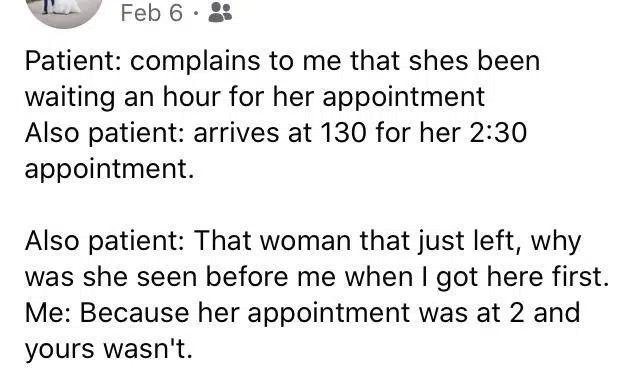 Feb 6 ·
Patient: complains to me that shes been
waiting an hour for her appointment
Also patient: arrives at 130 for her 2:30
appointment.
Also patient: That woman that just left, why
was she seen before me when I got here first.
Me: Because her appointment was at 2 and
yours wasn't.